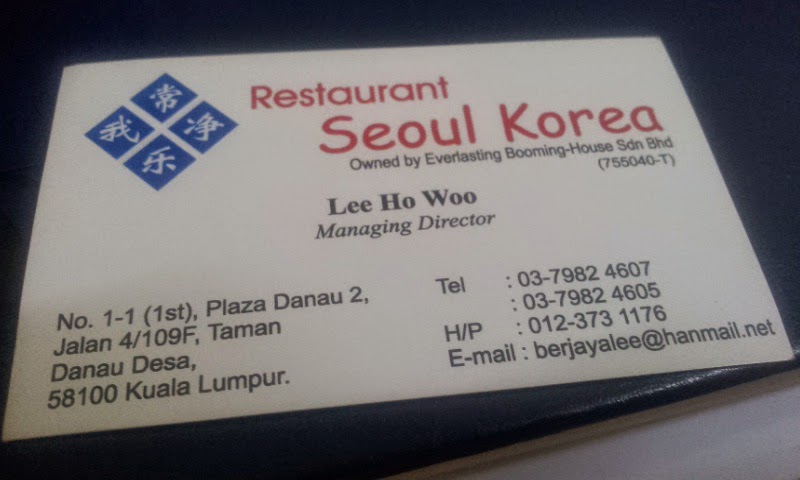 常
我 净
乐
Restaurant
Seoul Korea
Owned by Everlasting Booming-House Sdn Bhd
(755040-T)
Lee Ho Woo
Managing Director
No. 1-1 (1st), Plaza Danau 2,
Jalan 4/109F, Taman
Danau Desa,
58100 Kuala Lumpur.
Tel : 03-7982 4607
: 03-7982 4605
H/P : 012-373 1176
E-mail : berjayalee@hanmail.net